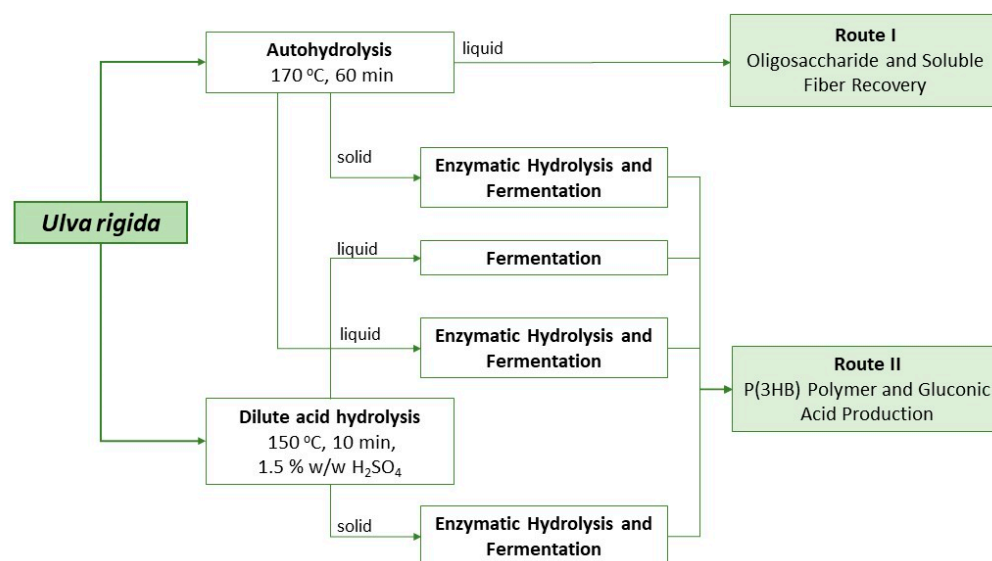 Autohydrolysis
170 ºC, 60 min
liquid
Route I
Oligosaccharide and Soluble
Fiber Recovery
solid
Enzymatic Hydrolysis and
Fermentation
Ulva rigida
liquid
Fermentation
liquid
Enzymatic Hydrolysis and
Fermentation
Route II
P(3HB) Polymer and Gluconic
Acid Production
Dilute acid hydrolysis
150 ºC, 10 min,
1.5 % w/w H₂SO₄
solid
Enzymatic Hydrolysis and
Fermentation